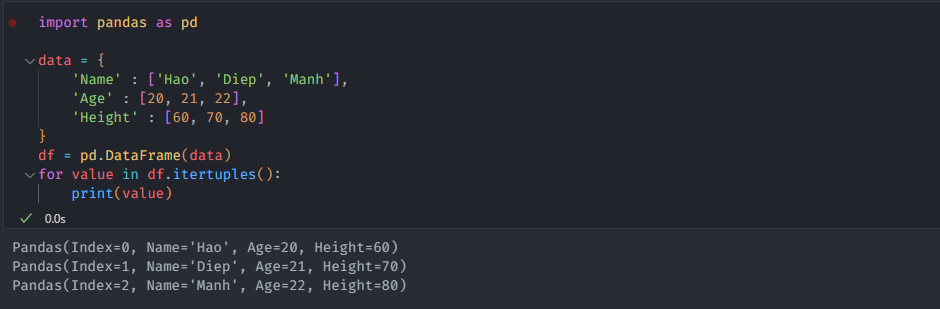 import pandas as pd
data = {
'Name' : ['Hao', 'Diep', 'Manh'],
'Age' : [20, 21, 22],
'Height' : [60, 70, 80]
}
df = pd.DataFrame(data)
for value in df.itertuples():
print(value)
0.0s
Pandas(Index=0, Name='Hao', Age=20, Height=60)
Pandas(Index=1, Name='Diep', Age=21, Height=70)
Pandas(Index=2, Name='Manh', Age=22, Height=80)